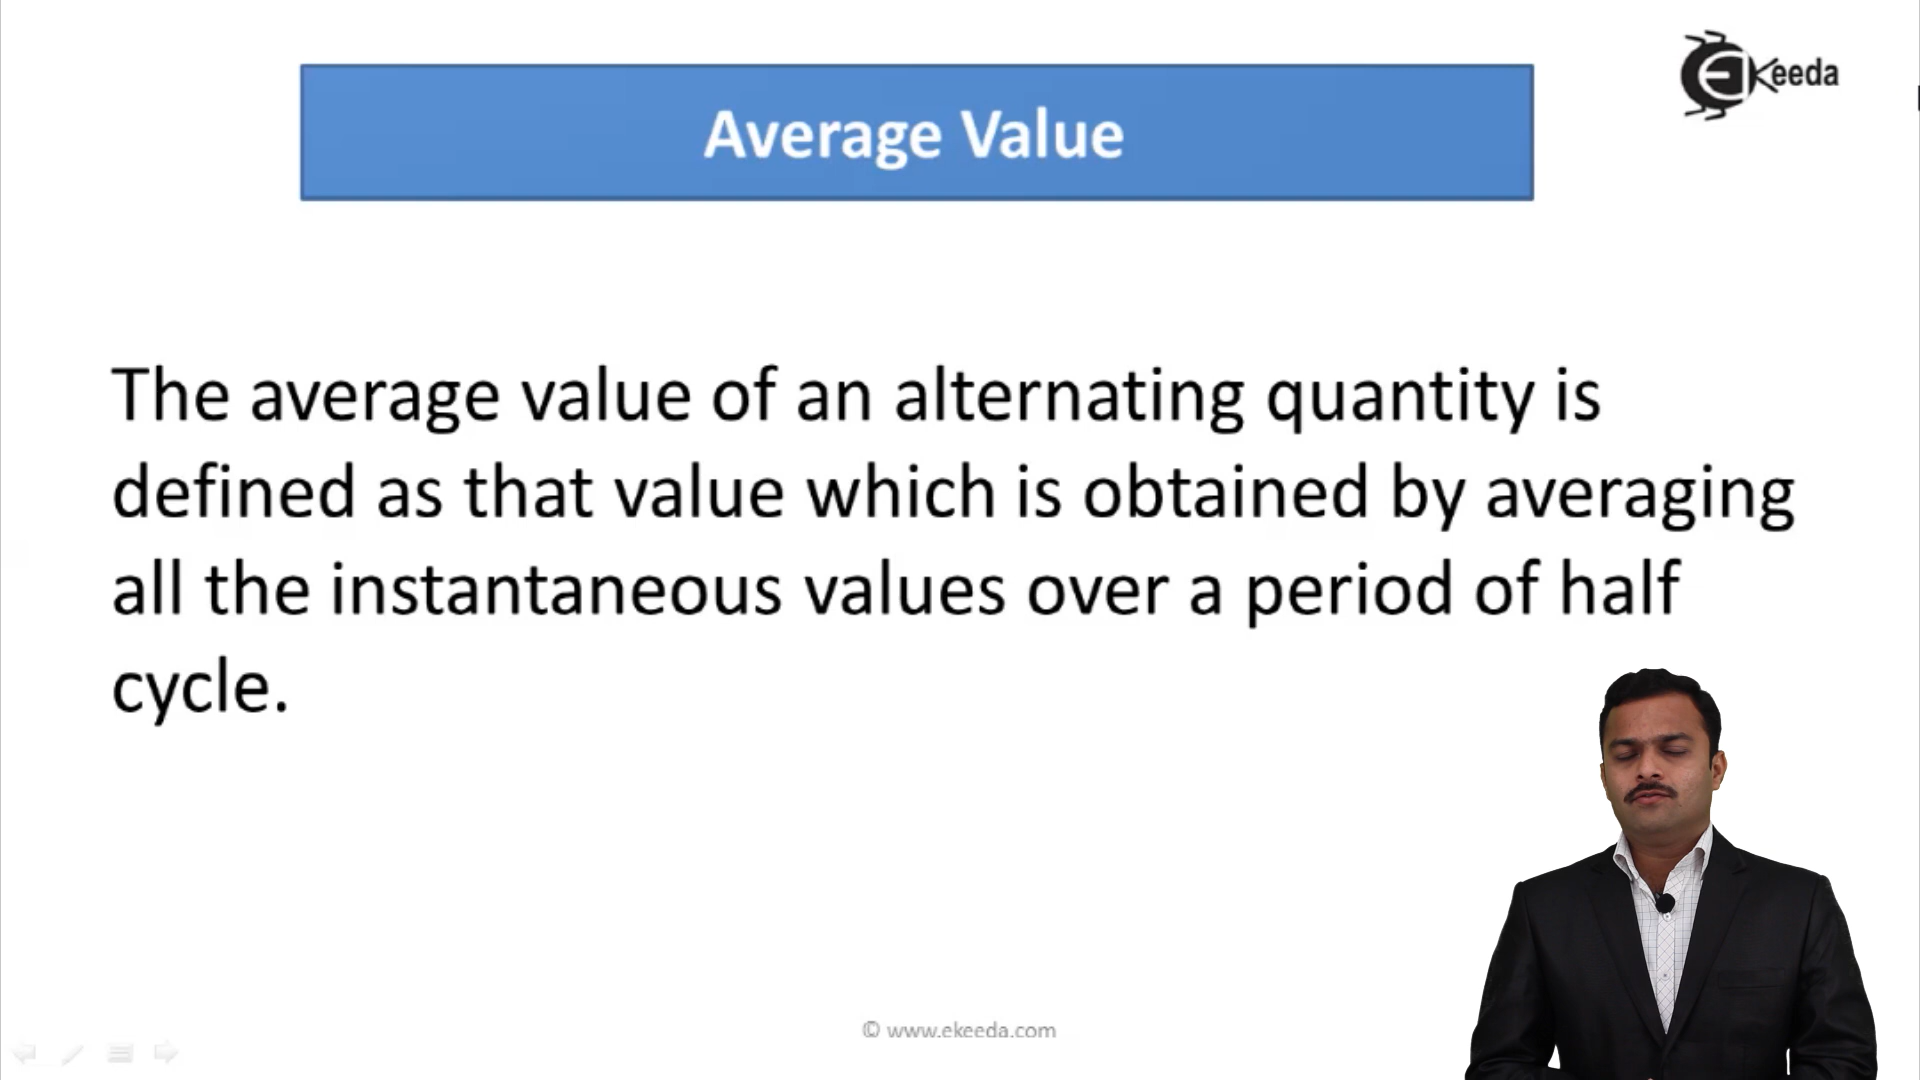 Ekeeda
Average Value
The average value of an alternating quantity is
defined as that value which is obtained by averaging
all the instantaneous values over a period of half
cycle.
© www.ekeeda.com